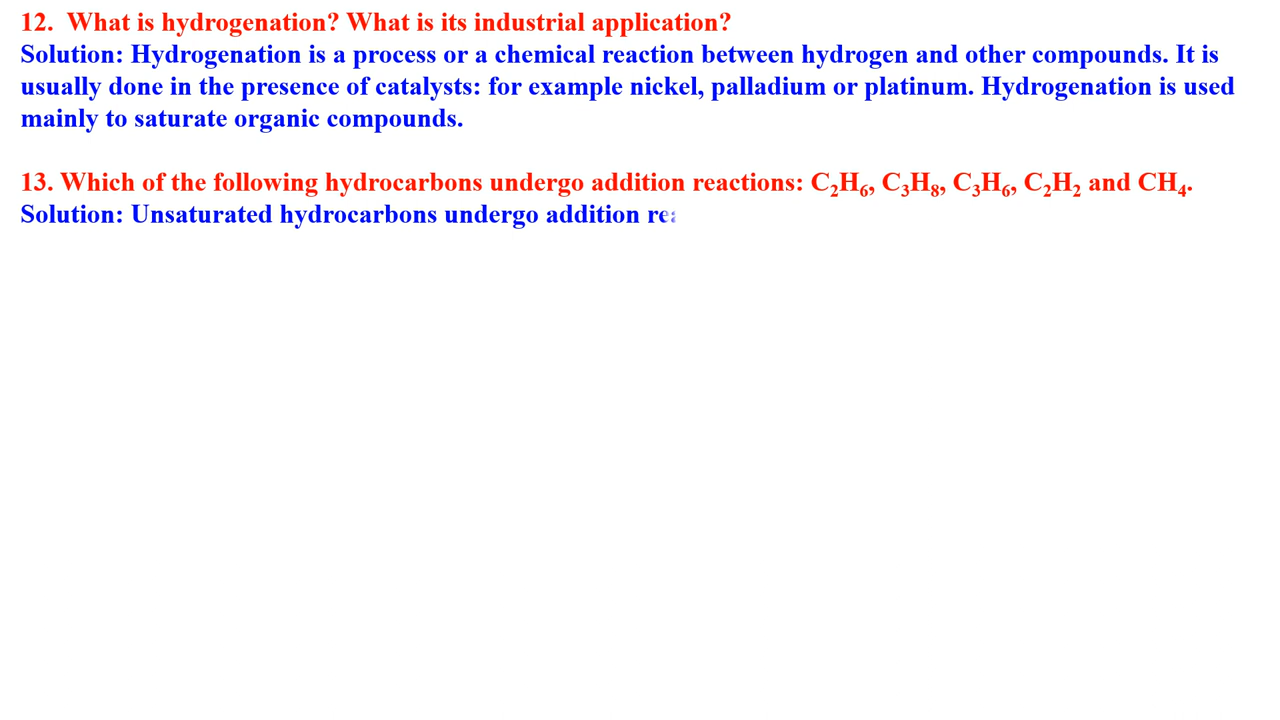 12.  What is hydrogenation? What is its industrial application?
Solution: Hydrogenation is a process or a chemical reaction between hydrogen and other compounds. It is
usually done in the presence of catalysts: for example nickel, palladium or platinum. Hydrogenation is used
mainly to saturate organic compounds.
13. Which of the following hydrocarbons undergo addition reactions: C₂H₆, C₃H₈, C₃H₆, C₂H₂ and CH₄.
Solution: Unsaturated hydrocarbons undergo addition